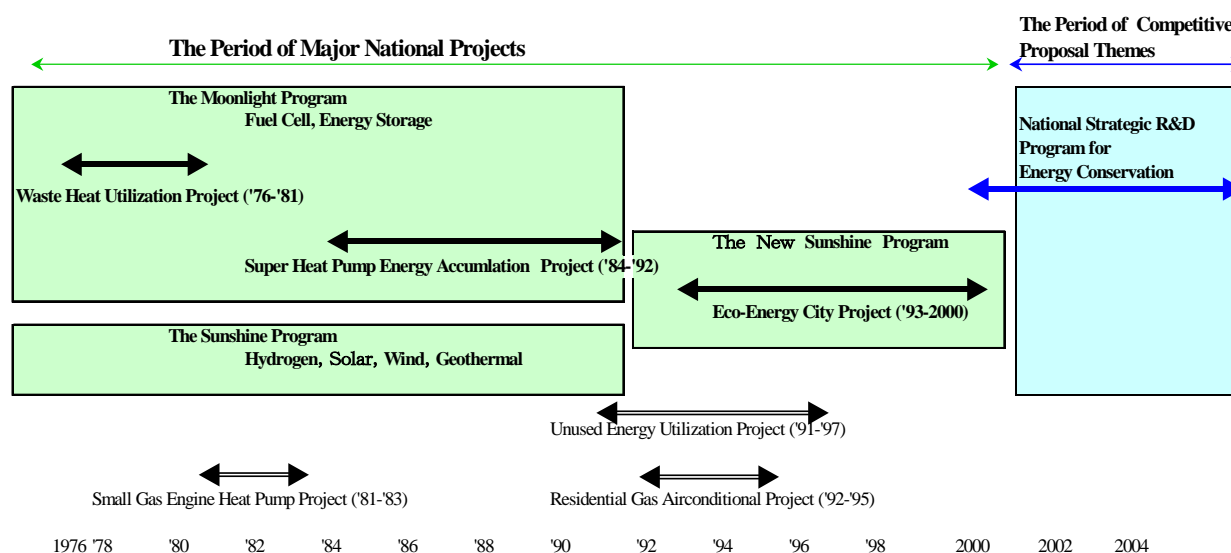 The Period of Major National Projects
The Period of Competitive
Proposal Themes
The Moonlight Program
Fuel Cell, Energy Storage
Waste Heat Utilization Project ('76-'81)
Super Heat Pump Energy Accumlation Project ('84-'92)
The Sunshine Program
Hydrogen, Solar, Wind, Geothermal
The New Sunshine Program
Eco-Energy City Project ('93-2000)
National Strategic R&D
Program for
Energy Conservation
Unused Energy Utilization Project ('91-'97)
Small Gas Engine Heat Pump Project ('81-'83)
Residential Gas Airconditional Project ('92-'95)
1976 '78 '80 '82 '84 '86 '88 '90 '92 '94 '96 '98 2000 2002 2004